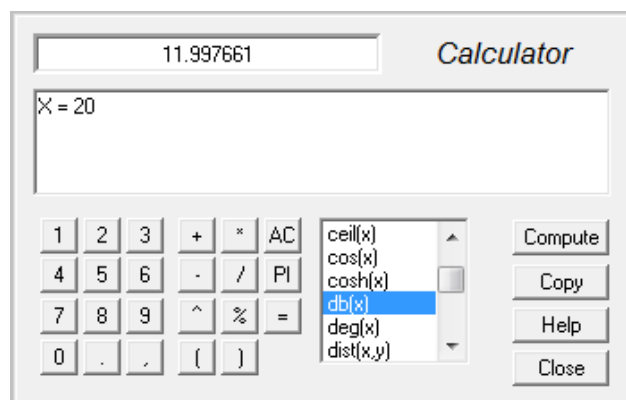 11.997661 Calculator
X = 20
1 2 3 + * AC ceil(x) Compute
cos(x)
4 5 6 - / PI cosh(x) Copy
db(x)
7 8 9 ^ % = deg(x) Help
dist(x,y)
0 . , ( ) Close